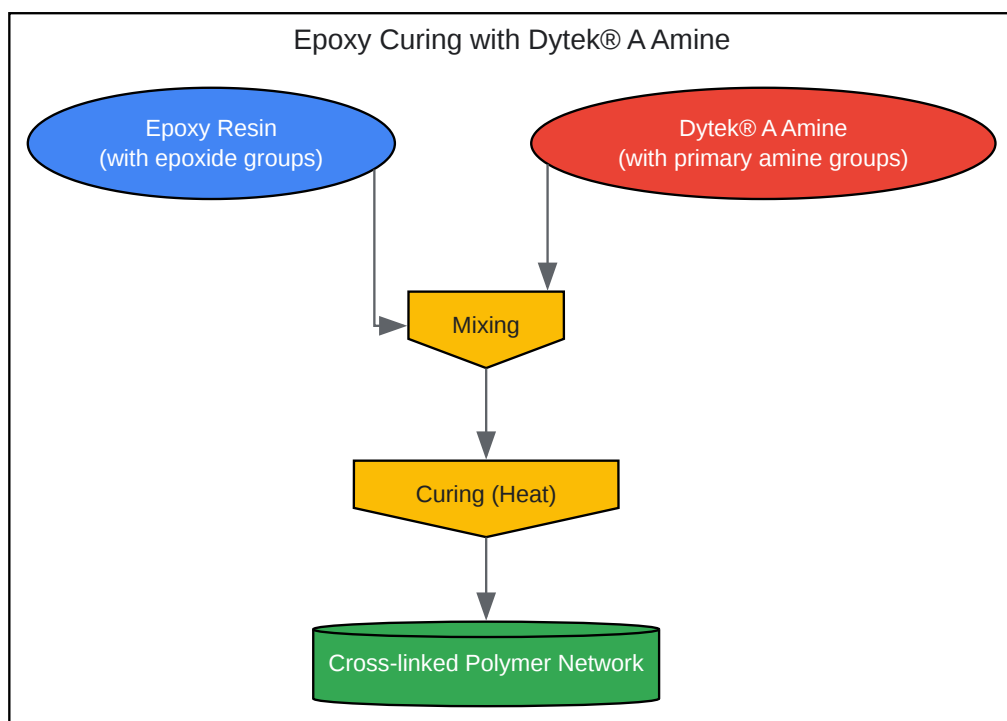 Epoxy Curing with Dytek® A Amine
Epoxy Resin
(with epoxide groups)
Dytek® A Amine
(with primary amine groups)
Mixing
Curing (Heat)
Cross-linked Polymer Network